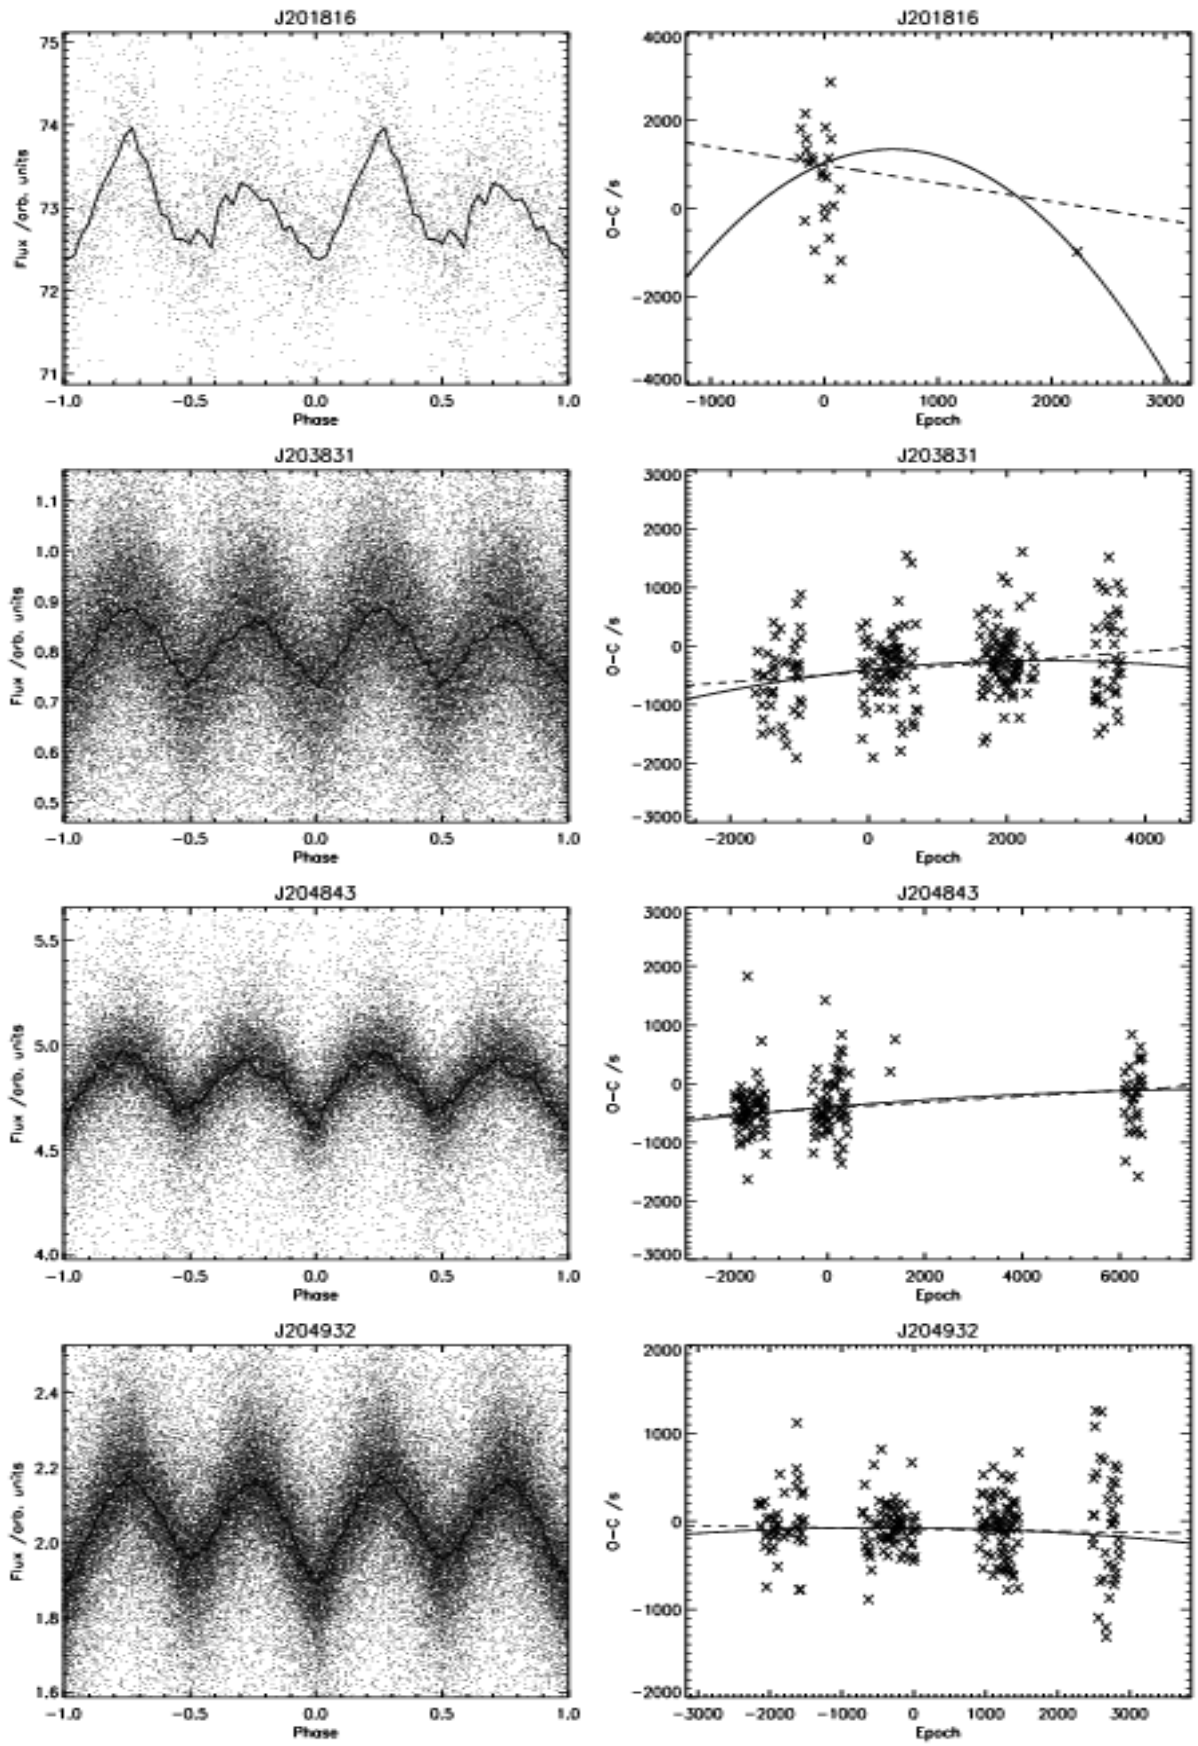 J201816
75
74
73
72
71
Flux /arb. units
-1.0 -0.5 0.0 0.5 1.0
Phase
J201816
4000
2000
0
-2000
-4000
O-C /s
-1000 0 1000 2000 3000
Epoch
J203831
1.1
1.0
0.9
0.8
0.7
0.6
0.5
Flux /arb. units
-1.0 -0.5 0.0 0.5 1.0
Phase
J203831
3000
2000
1000
0
-1000
-2000
-3000
O-C /s
-2000 0 2000 4000
Epoch
J204843
5.5
5.0
4.5
4.0
Flux /arb. units
-1.0 -0.5 0.0 0.5 1.0
Phase
J204843
3000
2000
1000
0
-1000
-2000
-3000
O-C /s
-2000 0 2000 4000 6000
Epoch
J204932
2.4
2.2
2.0
1.8
1.6
Flux /arb. units
-1.0 -0.5 0.0 0.5 1.0
Phase
J204932
2000
1000
0
-1000
-2000
O-C /s
-3000 -2000 -1000 0 1000 2000 3000
Epoch